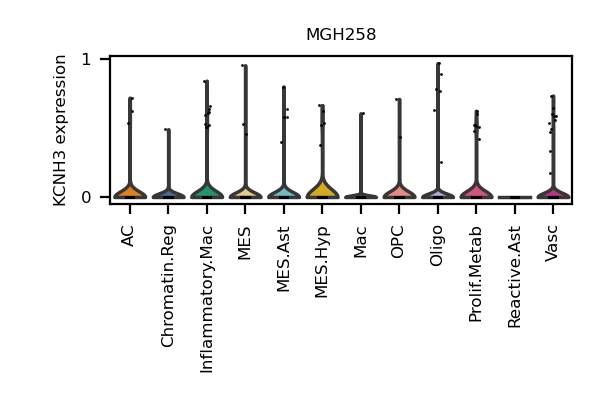 MGH258
KCNH3 expression
1
0
AC
Chromatin.Reg
Inflammatory.Mac
MES
MES.Ast
MES.Hyp
Mac
OPC
Oligo
Prolif.Metab
Reactive.Ast
Vasc